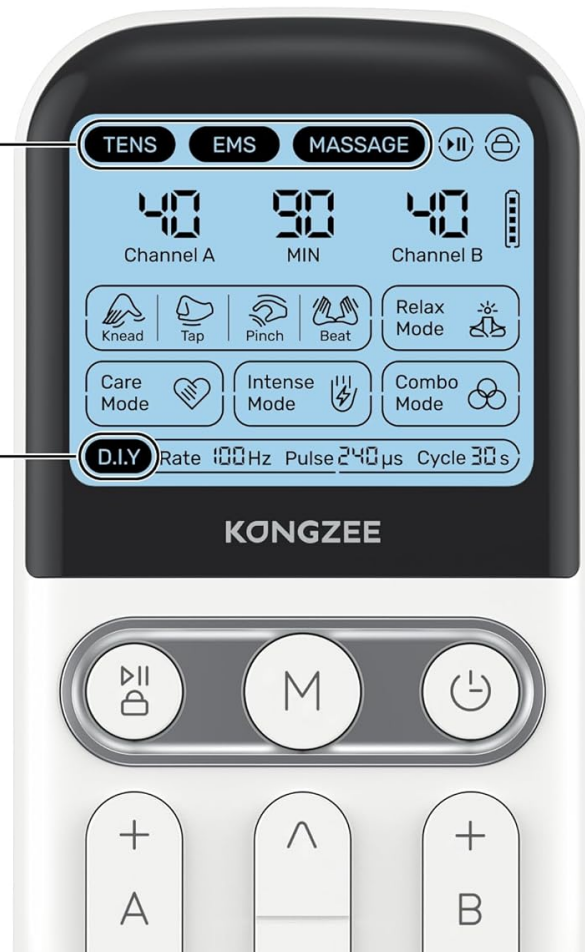 TENS EMS MASSAGE
40 90 40
Channel A MIN Channel B
Knead Tap Pinch Beat
Relax Mode
Care Mode
Intense Mode
Combo Mode
D.I.Y Rate 100Hz Pulse 240μs Cycle 30s
KONGZEE
M
+ +
A B